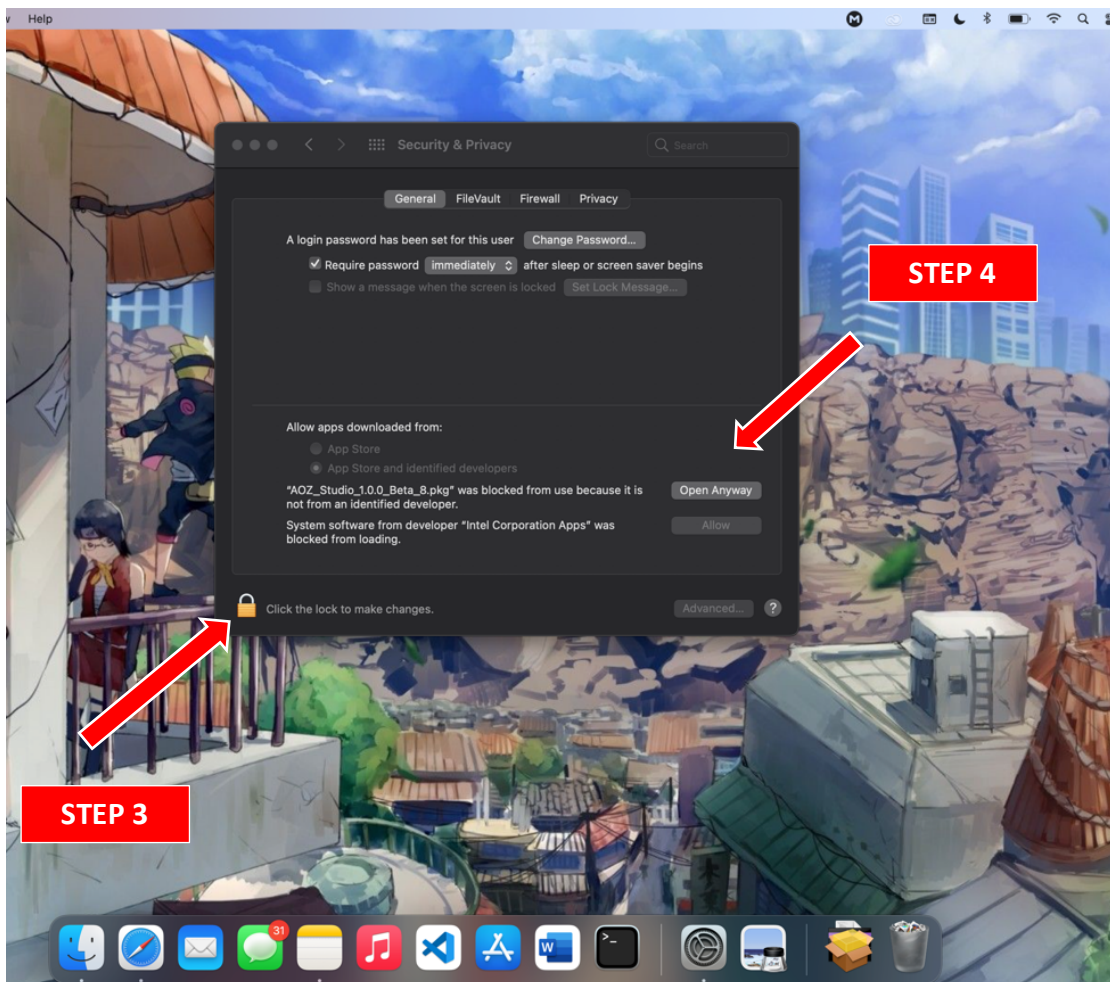 Help
Security & Privacy
Search
General FileVault Firewall Privacy
A login password has been set for this user Change Password...
Require password immediately after sleep or screen saver begins
Show a message when the screen is locked Set Lock Message...
STEP 4
Allow apps downloaded from:
App Store
App Store and identified developers
“AOZ_Studio_1.0.0_Beta_8.pkg” was blocked from use because it is
not from an identified developer.
Open Anyway
System software from developer “Intel Corporation Apps” was
blocked from loading.
Allow
Click the lock to make changes.
Advanced... ?
STEP 3
31
W
>_